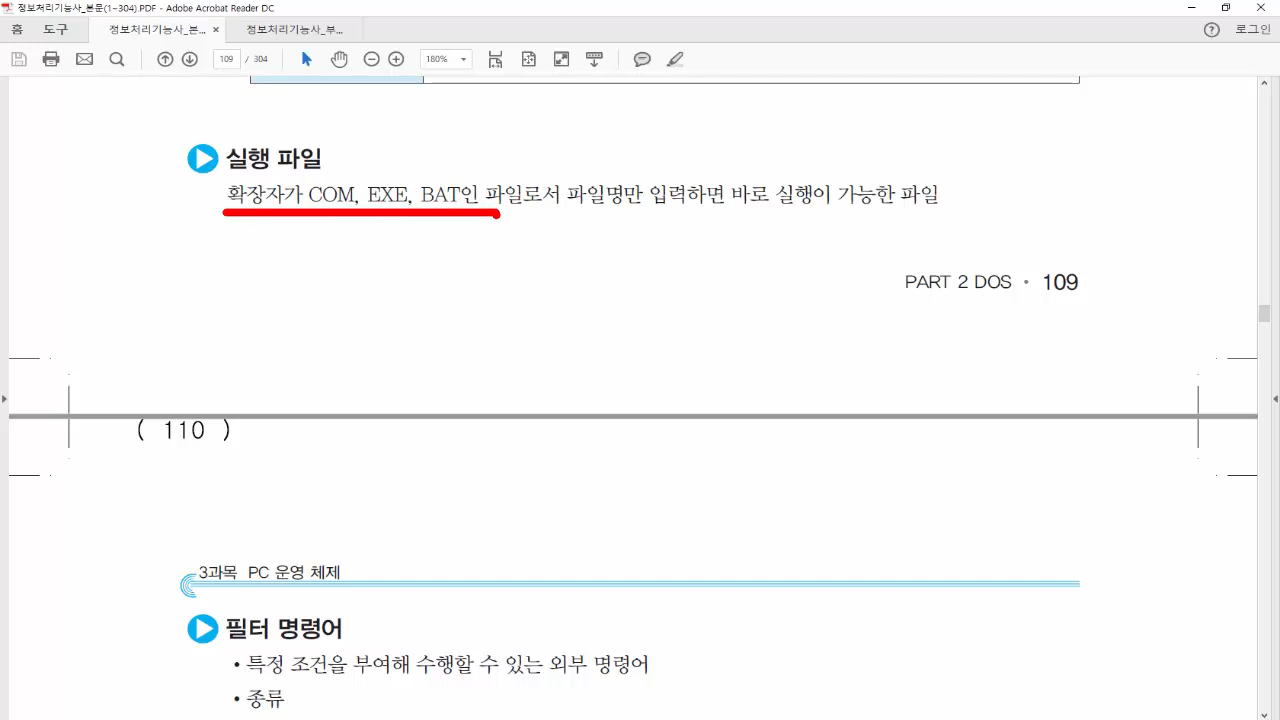 정보처리기능사_본문(1~304).PDF - Adobe Acrobat Reader DC
홈 도구 정보처리기능사_본... × 정보처리기능사_부... 로그인
109 / 304 180%
실행 파일
확장자가 COM, EXE, BAT인 파일로서 파일명만 입력하면 바로 실행이 가능한 파일
PART 2 DOS • 109
( 110 )
3과목 PC 운영 체제
필터 명령어
• 특정 조건을 부여해 수행할 수 있는 외부 명령어
• 종류